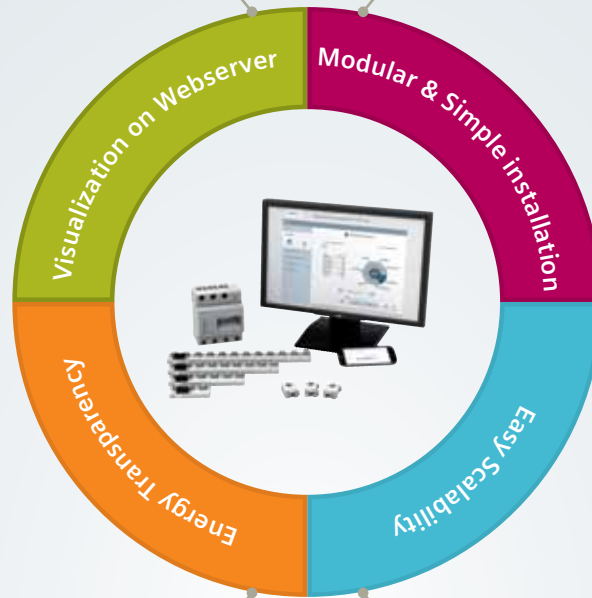 Visualization on Webserver
Modular & Simple installation
Energy Transparency
Easy Scalability